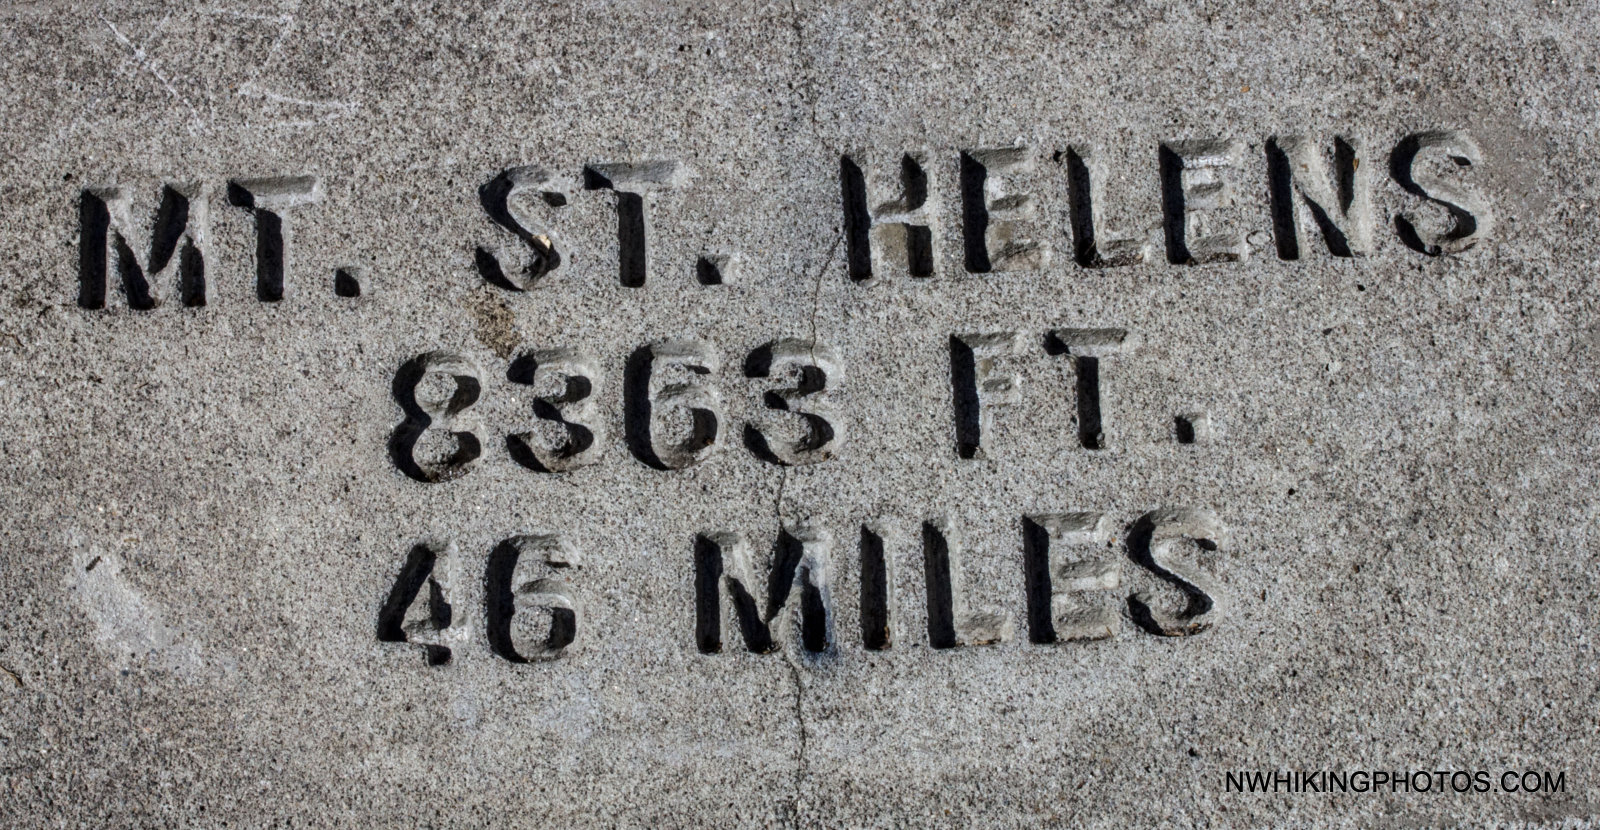 MT. ST. HELENS
8363 FT.
46 MILES
NWHIKINGPHOTOS.COM